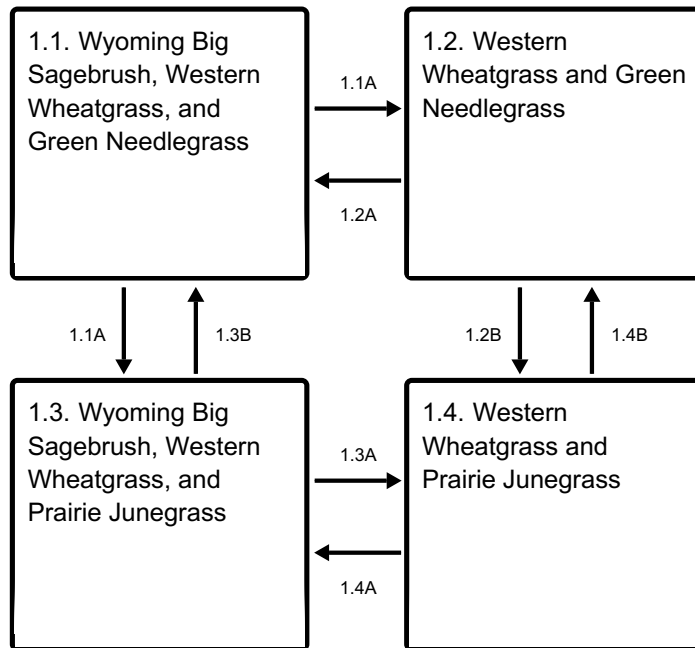 1.1. Wyoming Big
Sagebrush, Western
Wheatgrass, and
Green Needlegrass
1.1A
1.2A
1.2. Western
Wheatgrass and Green
Needlegrass
1.1A
1.3B
1.2B
1.4B
1.3. Wyoming Big
Sagebrush, Western
Wheatgrass, and
Prairie Junegrass
1.3A
1.4A
1.4. Western
Wheatgrass and
Prairie Junegrass